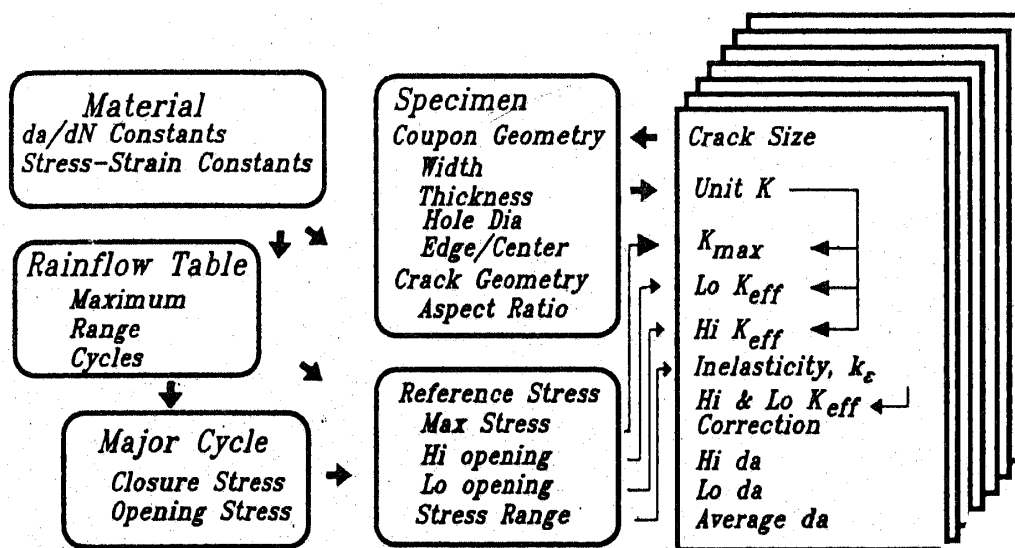 Material
da/dN Constants
Stress-Strain Constants
Rainflow Table
Maximum
Range
Cycles
Major Cycle
Closure Stress
Opening Stress
Specimen
Coupon Geometry
Width
Thickness
Hole Dia
Edge/Center
Crack Geometry
Aspect Ratio
Reference Stress
Max Stress
Hi opening
Lo opening
Stress Range
Crack Size
Unit K
Kmax
Lo Keff
Hi Keff
Inelasticity, kε
Hi & Lo Keff
Correction
Hi da
Lo da
Average da